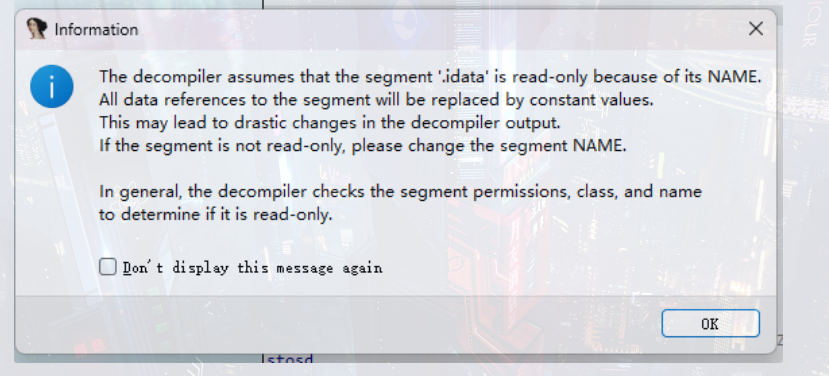 Information
The decompiler assumes that the segment '.idata' is read-only because of its NAME.
All data references to the segment will be replaced by constant values.
This may lead to drastic changes in the decompiler output.
If the segment is not read-only, please change the segment NAME.
In general, the decompiler checks the segment permissions, class, and name
to determine if it is read-only.
Don't display this message again
OK
stosd